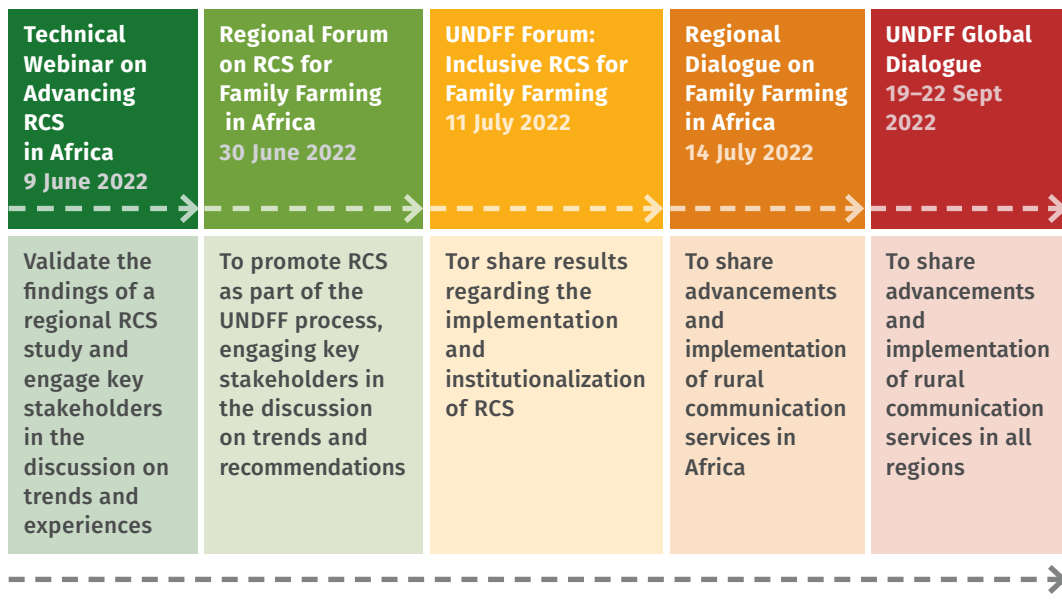 Technical
Webinar on
Advancing
RCS
in Africa
9 June 2022
Regional Forum
on RCS for
Family Farming
in Africa
30 June 2022
UNDFF Forum:
Inclusive RCS for
Family Farming
11 July 2022
Regional
Dialogue on
Family Farming
in Africa
14 July 2022
UNDFF Global
Dialogue
19–22 Sept
2022
Validate the
findings of a
regional RCS
study and
engage key
stakeholders
in the
discussion on
trends and
experiences
To promote RCS
as part of the
UNDFF process,
engaging key
stakeholders in
the discussion
on trends and
recommendations
Tor share results
regarding the
implementation
and
institutionalization
of RCS
To share
advancements
and
implementation
of rural
communication
services in
Africa
To share
advancements
and
implementation
of rural
communication
services in all
regions